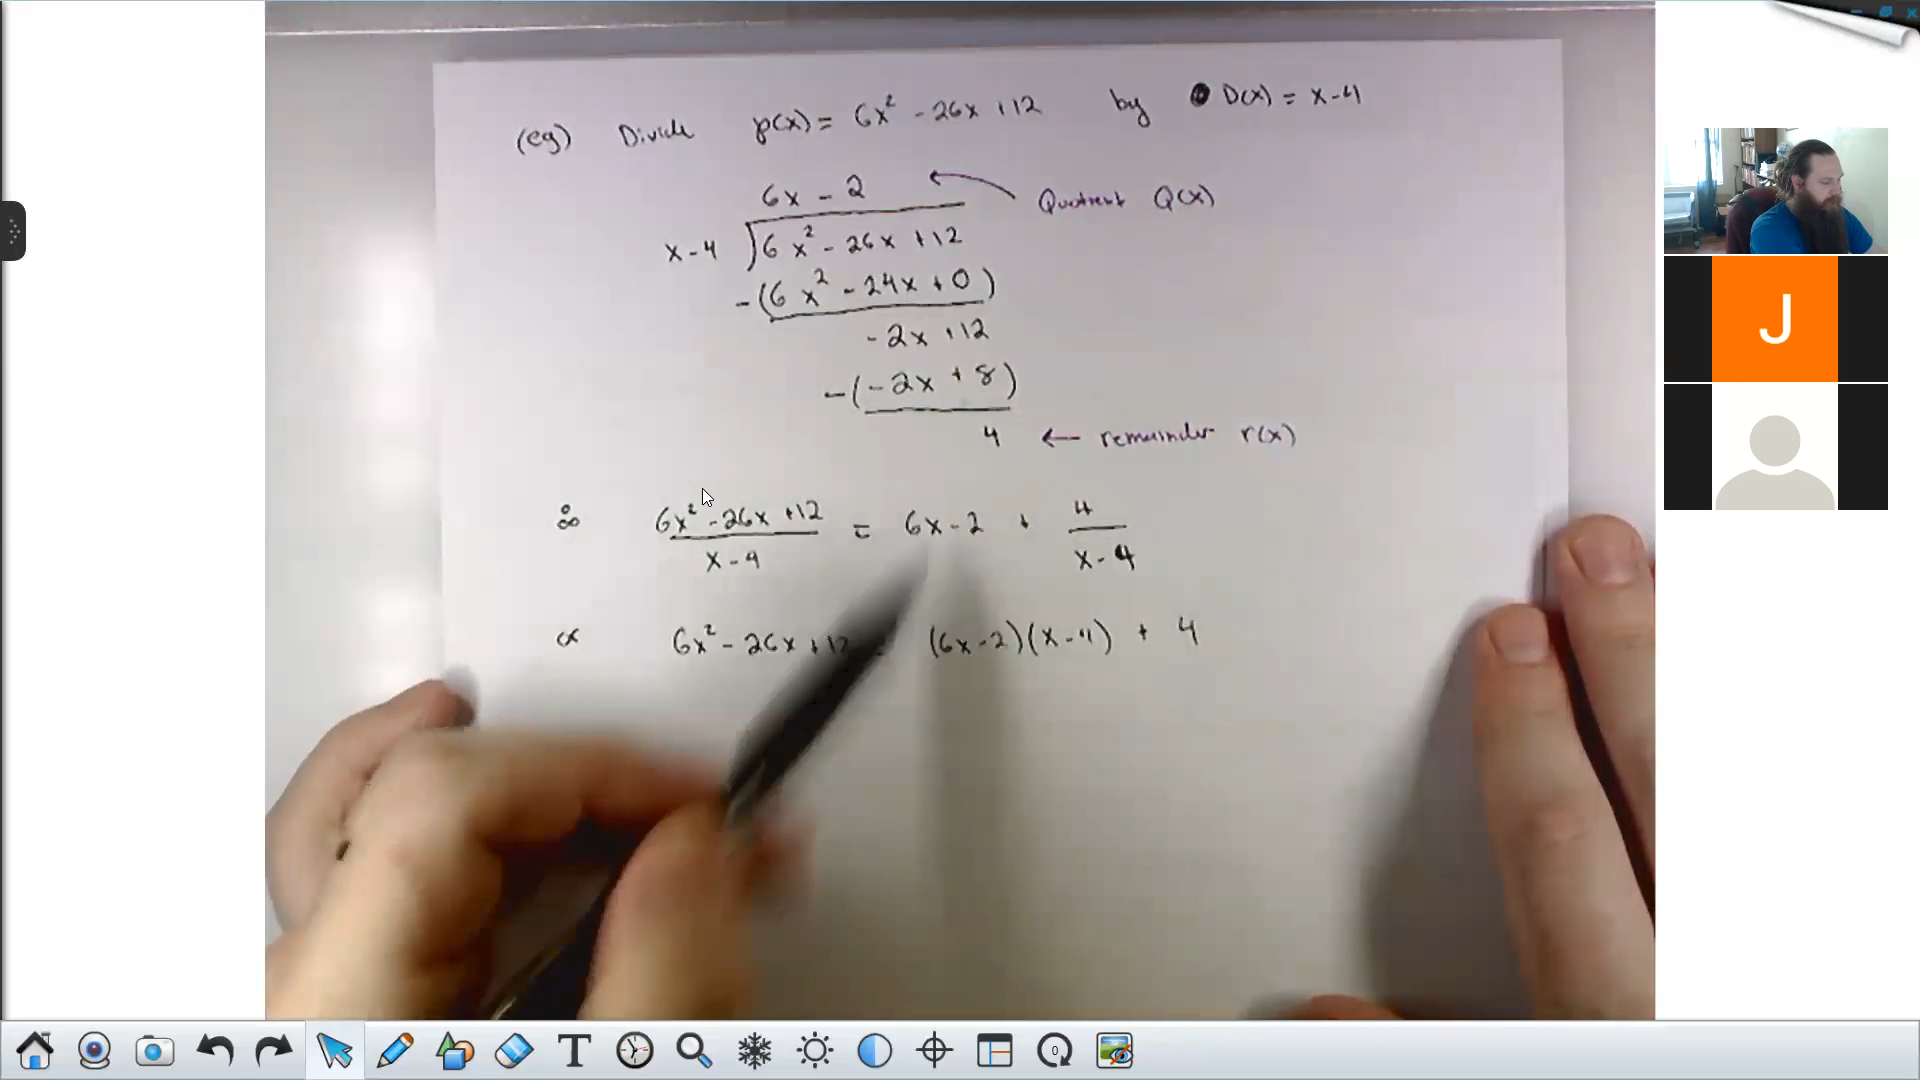 (eg) Divide p(x) = 6x² - 26x + 12 by D(x) = x-4
6x - 2 Quotient Q(x)
x-4 )6x² - 26x + 12
-(6x² - 24x + 0)
-2x + 12
-(-2x + 8)
4 ← remainder r(x)
∴ 6x² - 26x + 12 / x-4 = 6x-2 + 4 / x-4
or 6x² - 26x + 12 = (6x-2)(x-4) + 4
J
T
0